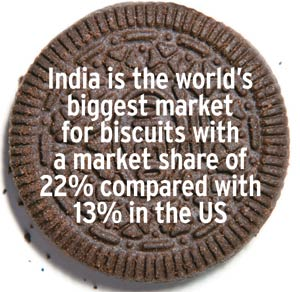 India is the world's
biggest market
for biscuits with
a market share of
22% compared with
13% in the US